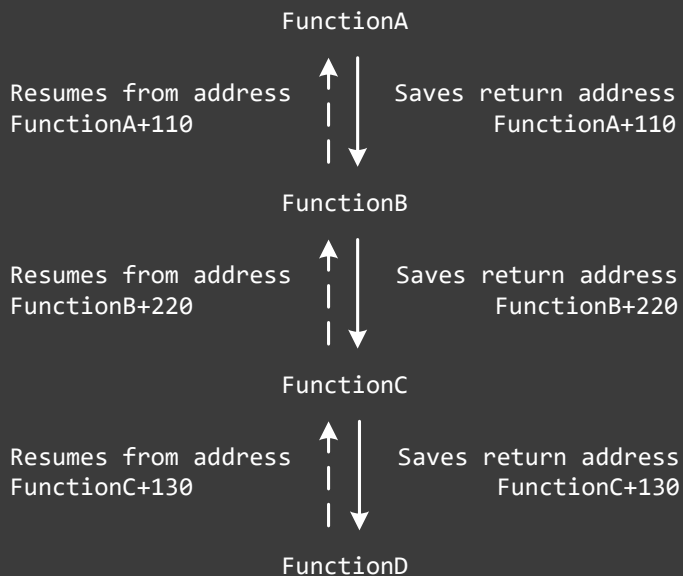 FunctionA
Resumes from address
FunctionA+110
Saves return address
FunctionA+110
FunctionB
Resumes from address
FunctionB+220
Saves return address
FunctionB+220
FunctionC
Resumes from address
FunctionC+130
Saves return address
FunctionC+130
FunctionD